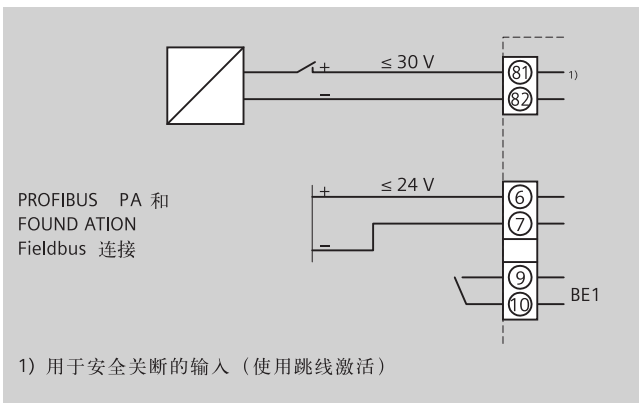 + ≤ 30 V 81 1)
− 82
PROFIBUS PA 和
FOUND ATION
Fieldbus 连接
+ ≤ 24 V 6
7
−
9
10 BE1
1) 用于安全关断的输入（使用跳线激活）